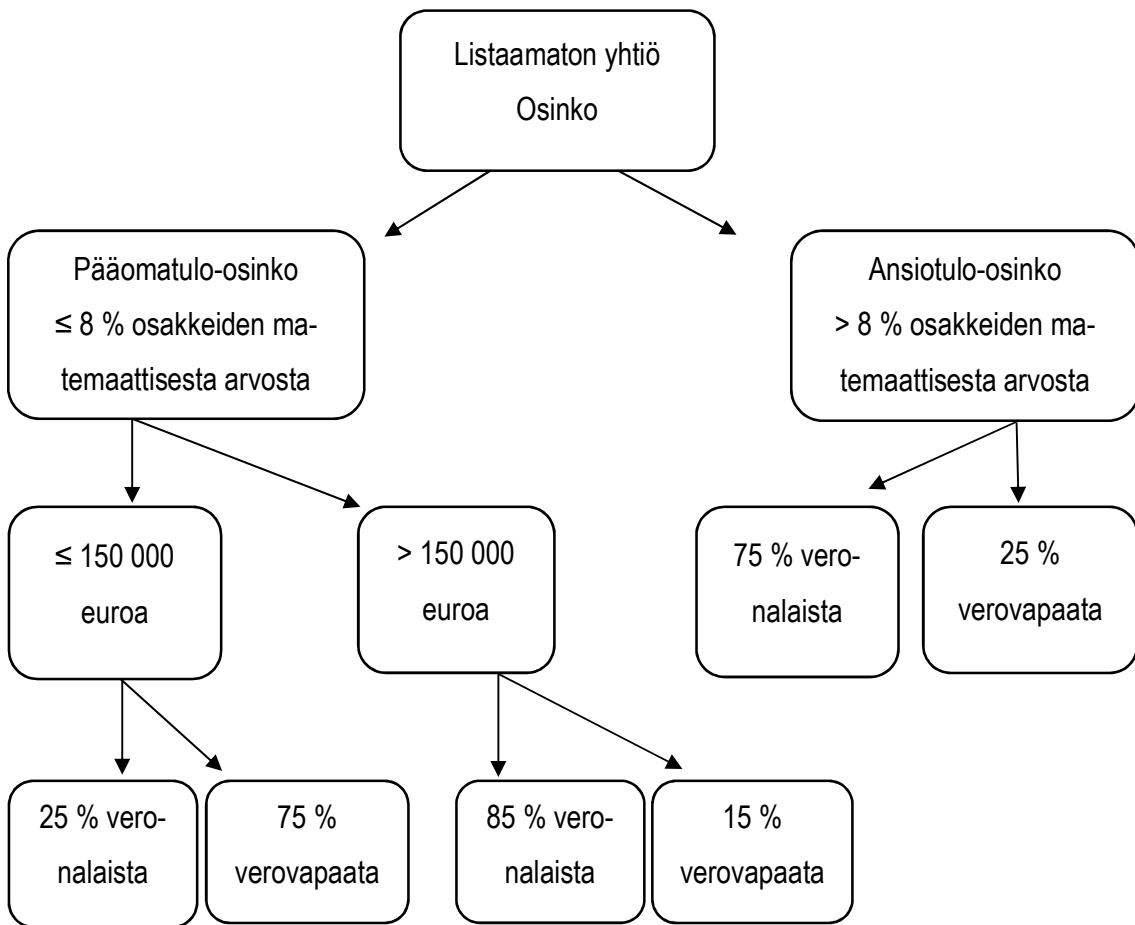 Listaamaton yhtiö
Osinko
Pääomatulo-osinko
≤ 8 % osakkeiden ma-
temaattisesta arvosta
Ansiotulo-osinko
> 8 % osakkeiden ma-
temaattisesta arvosta
≤ 150 000
euroa
> 150 000
euroa
75 % vero-
nalaista
25 %
verovapaata
25 % vero-
nalaista
75 %
verovapaata
85 % vero-
nalaista
15 %
verovapaata